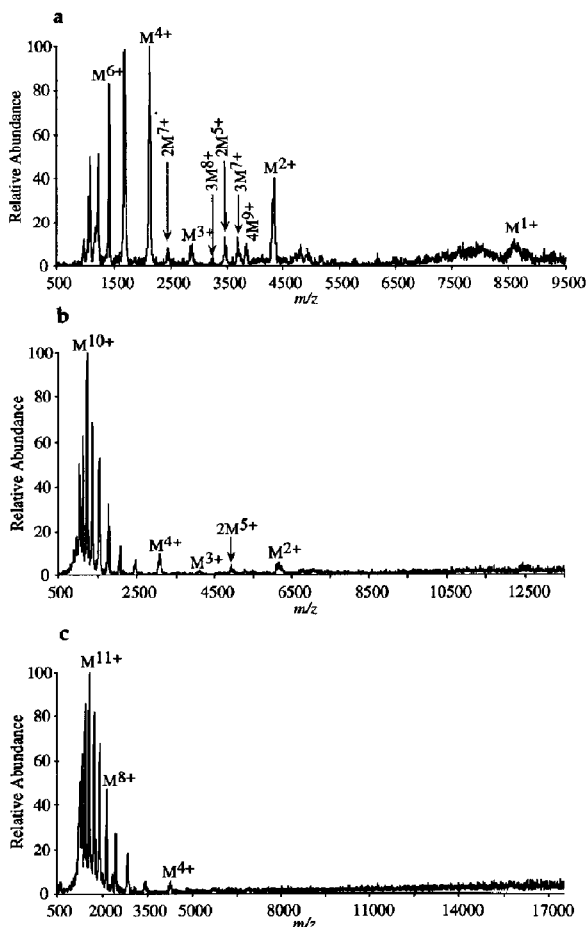 a
M6+
M4+
2M7+
3M8+
2M5+
3M7+
4M9+
M3+
M2+
M1+
Relative Abundance
100
80
60
40
20
0
500 1500 2500 3500 4500 5500 6500 7500 8500 9500
m/z
b
M10+
M4+
M3+
2M5+
M2+
Relative Abundance
100
80
60
40
20
0
500 2500 4500 6500 8500 10500 12500
m/z
c
M11+
M8+
M4+
Relative Abundance
100
80
60
40
20
0
500 2000 3500 5000 8000 11000 14000 17000
m/z